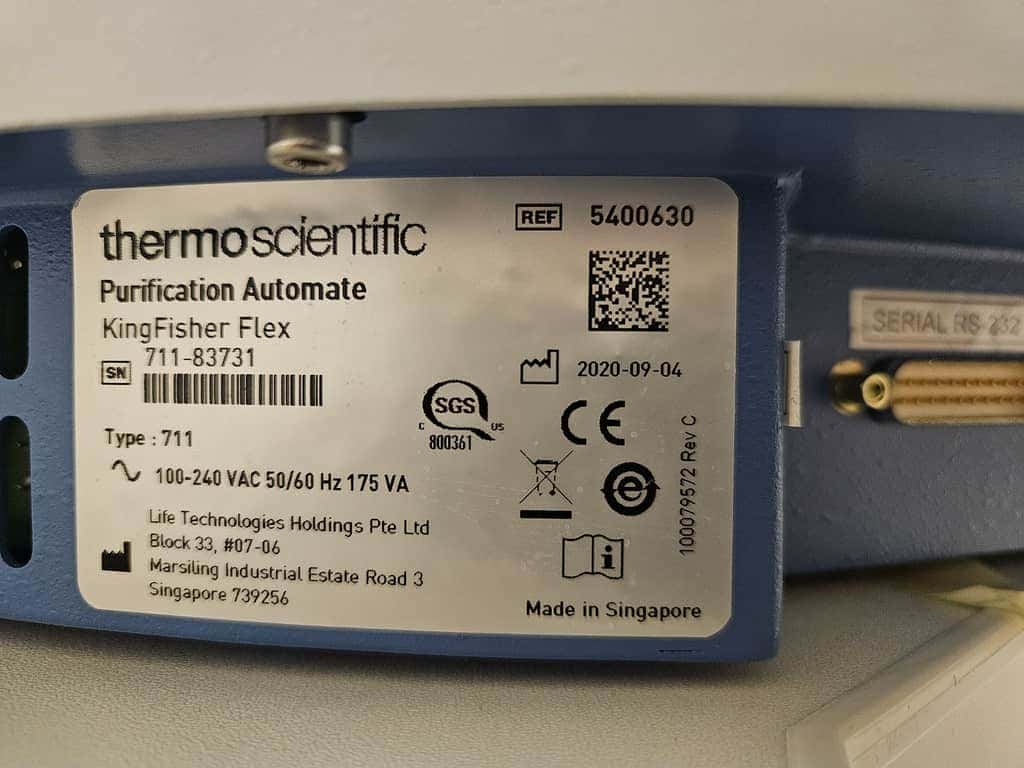 thermo scientific
Purification Automate
KingFisher Flex
SN 711-83731
Type : 711
100-240 VAC 50/60 Hz 175 VA
Life Technologies Holdings Pte Ltd
Block 33, #07-06
Marsiling Industrial Estate Road 3
Singapore 739256
REF 5400630
2020-09-04
SGS
C US
800361
CE
e
i
100079572 Rev C
Made in Singapore
SERIAL RS 232